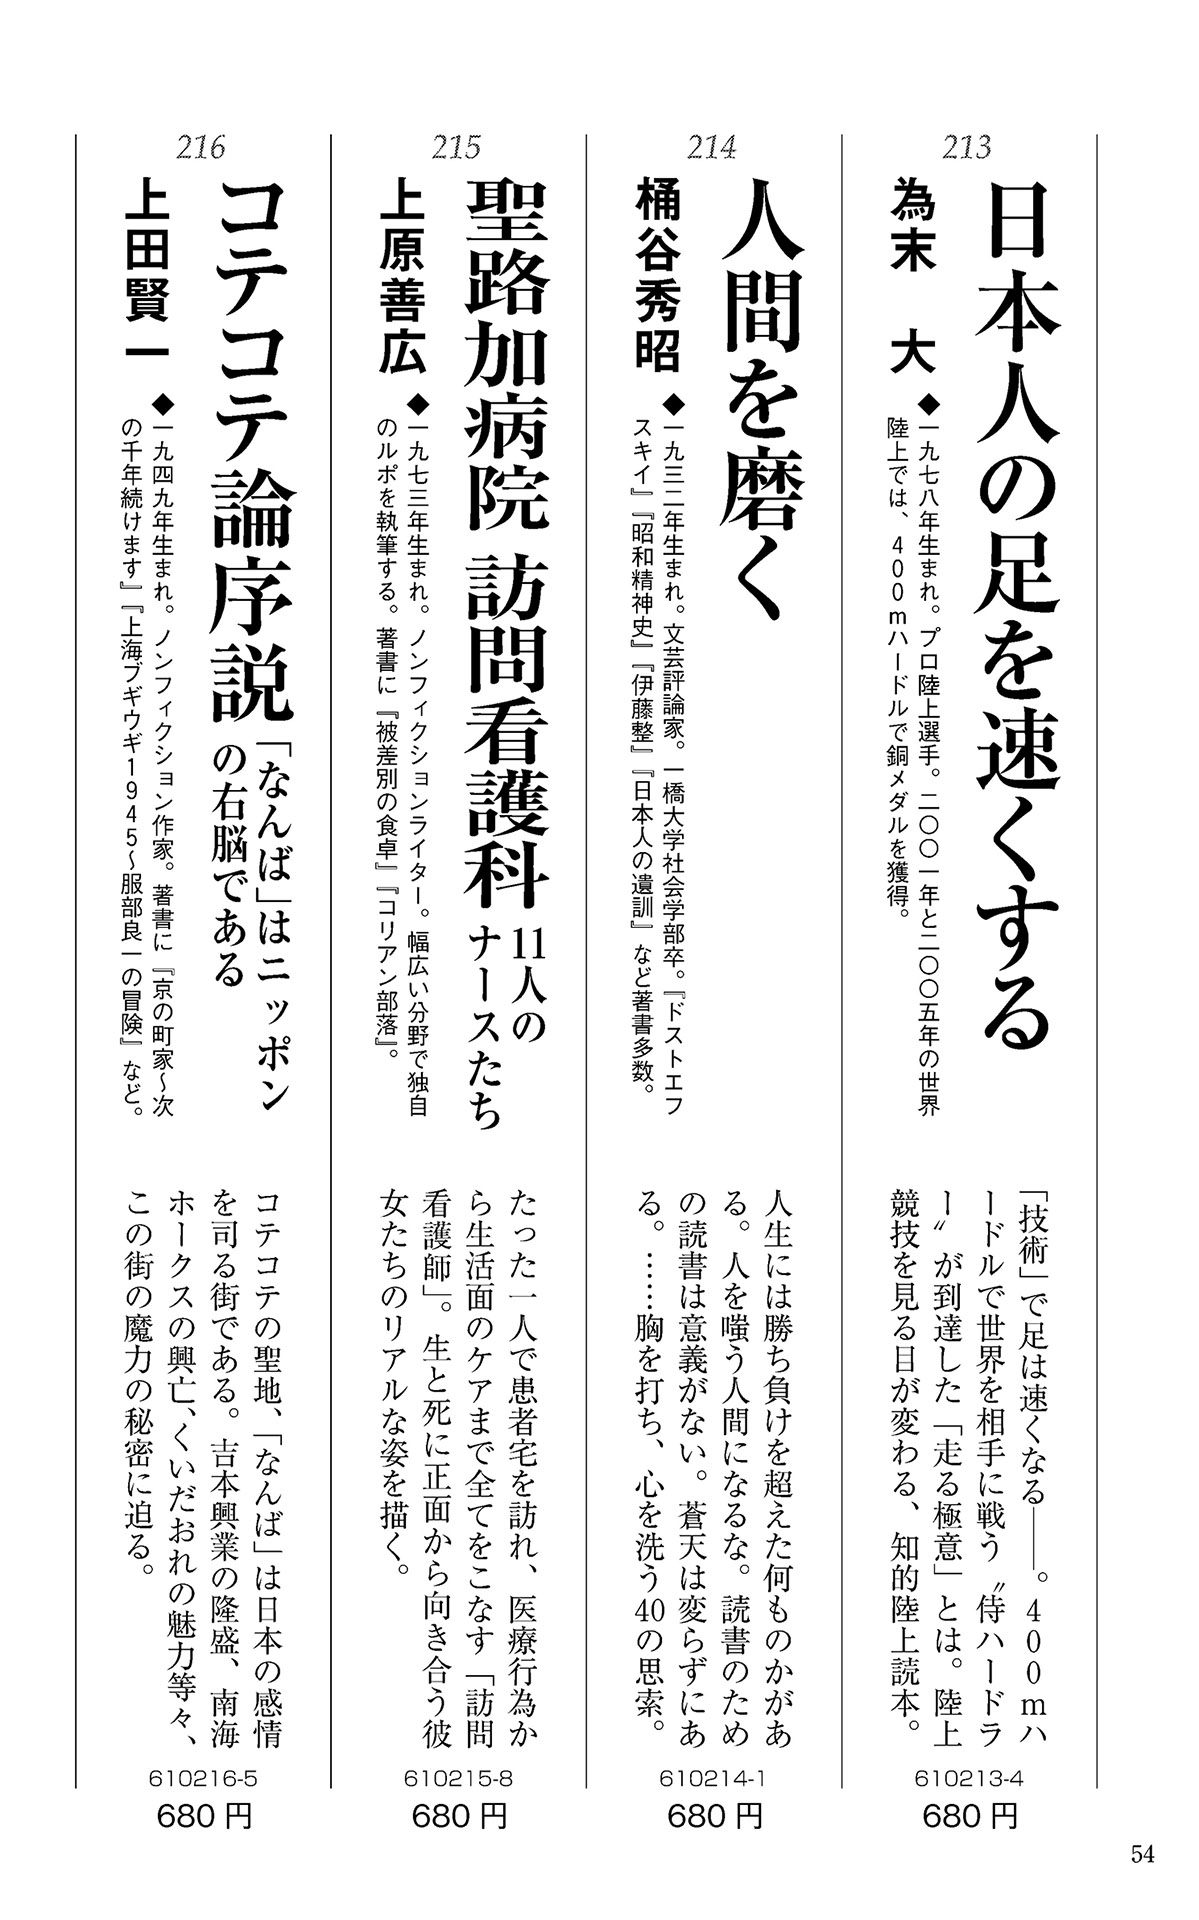 213
日本人の足を速くする
為末 大
◆一九七八年生まれ。プロ陸上選手。二〇〇一年と二〇〇五年の世界
陸上では、400mハードルで銅メダルを獲得。
「技術」で足は速くなる――。400mハ
ードルで世界を相手に戦う〝侍ハードラ
ー〟が到達した「走る極意」とは。陸上
競技を見る目が変わる、知的陸上読本。
610213-4
680円
214
人間を磨く
桶谷秀昭
◆一九三二年生まれ。文芸評論家。一橋大学社会学部卒。『ドストエフ
スキイ』『昭和精神史』『伊藤整』『日本人の遺訓』など著書多数。
人生には勝ち負けを超えた何ものかがあ
る。人を嗤う人間になるな。読書のため
の読書は意義がない。蒼天は変らずにあ
る。……胸を打ち、心を洗う40の思索。
610214-1
680円
215
聖路加病院 訪問看護科
11人の
ナースたち
上原善広
◆一九七三年生まれ。ノンフィクションライター。幅広い分野で独自
のルポを執筆する。著書に『被差別の食卓』『コリアン部落』。
たった一人で患者宅を訪れ、医療行為か
ら生活面のケアまで全てをこなす「訪問
看護師」。生と死に正面から向き合う彼
女たちのリアルな姿を描く。
610215-8
680円
216
コテコテ論序説
「なんば」はニッポン
の右脳である
上田賢一
◆一九四九年生まれ。ノンフィクション作家。著書に『京の町家～次
の千年続けます』『上海ブギウギ1945～服部良一の冒険』など。
コテコテの聖地、「なんば」は日本の感情
を司る街である。吉本興業の隆盛、南海
ホークスの興亡、くいだおれの魅力等々、
この街の魔力の秘密に迫る。
610216-5
680円
54